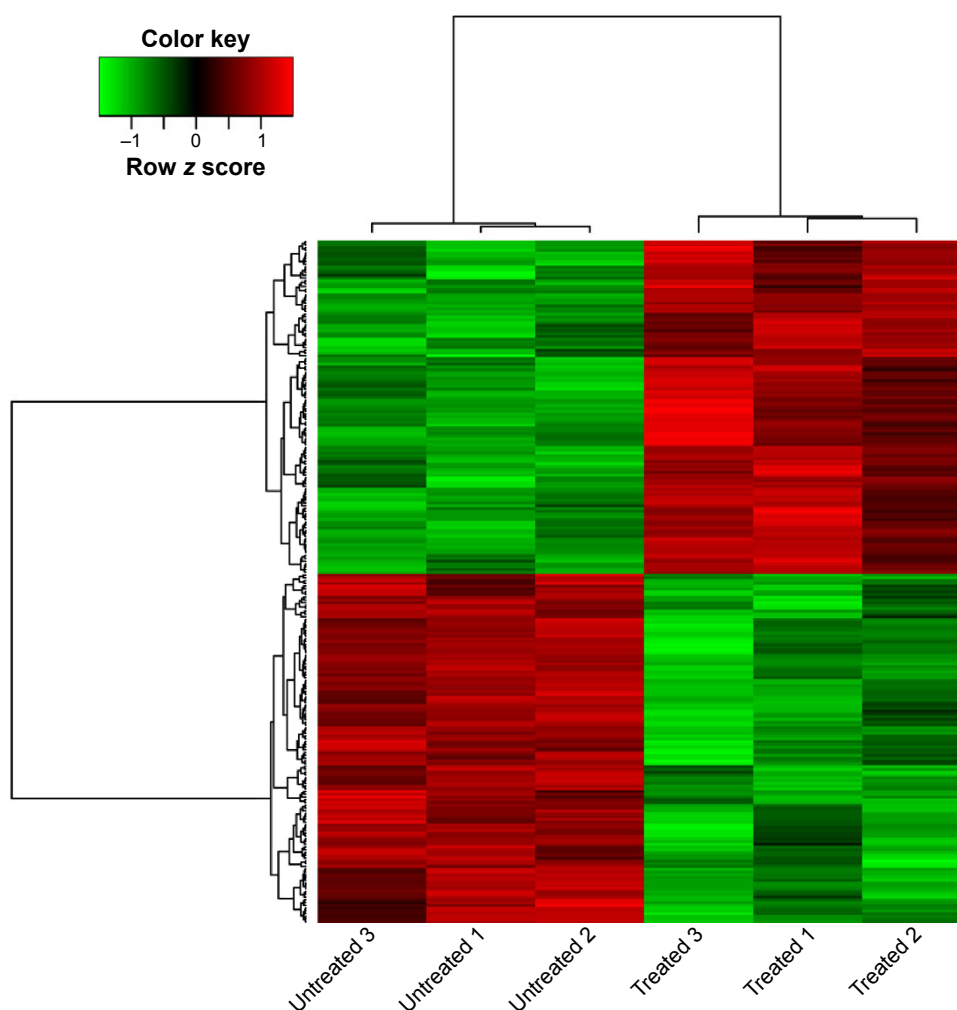 Color key
−1 0 1
Row z score
Untreated 3
Untreated 1
Untreated 2
Treated 3
Treated 1
Treated 2